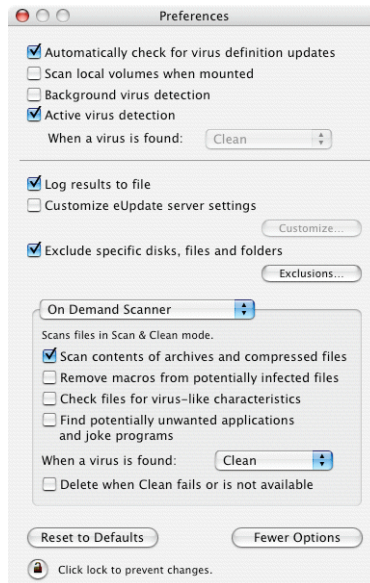 Preferences
Automatically check for virus definition updates
Scan local volumes when mounted
Background virus detection
Active virus detection
When a virus is found: Clean
Log results to file
Customize eUpdate server settings
Customize...
Exclude specific disks, files and folders
Exclusions...
On Demand Scanner
Scans files in Scan & Clean mode.
Scan contents of archives and compressed files
Remove macros from potentially infected files
Check files for virus-like characteristics
Find potentially unwanted applications
and joke programs
When a virus is found: Clean
Delete when Clean fails or is not available
Reset to Defaults Fewer Options
Click lock to prevent changes.